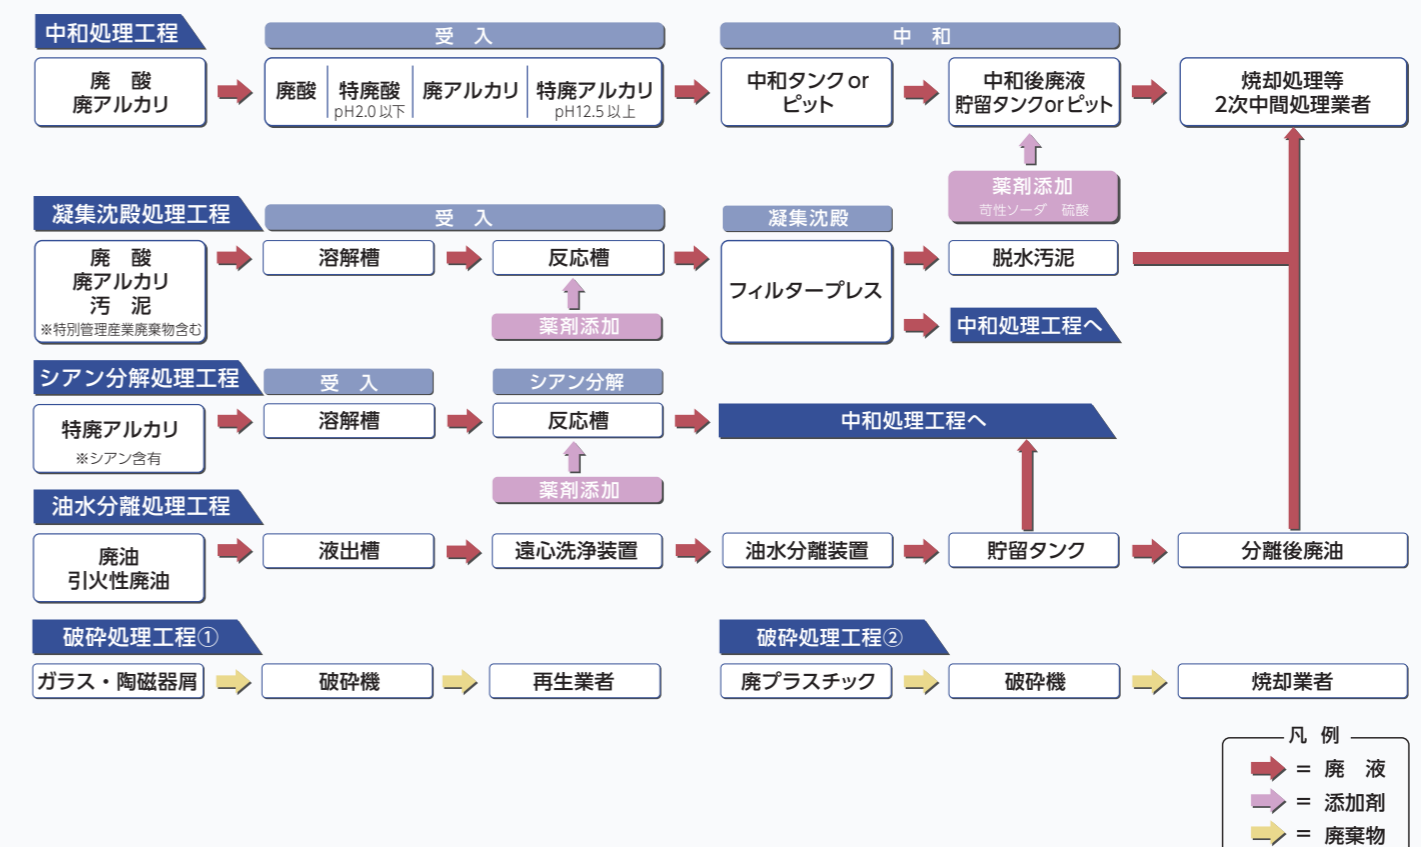 中和処理工程
受 入
中 和
廃 酸
廃アルカリ
廃酸
特廃酸
pH2.0以下
廃アルカリ
特廃アルカリ
pH12.5以上
中和タンク or
ピット
中和後廃液
貯留タンクorピット
焼却処理等
2次中間処理業者
薬剤添加
苛性ソーダ 硫酸
凝集沈殿処理工程
受 入
凝集沈殿
廃 酸
廃アルカリ
汚 泥
※特別管理産業廃棄物含む
溶解槽
反応槽
薬剤添加
フィルタープレス
脱水汚泥
中和処理工程へ
シアン分解処理工程
受 入
シアン分解
特廃アルカリ
※シアン含有
溶解槽
反応槽
薬剤添加
中和処理工程へ
油水分離処理工程
廃油
引火性廃油
液出槽
遠心洗浄装置
油水分離装置
貯留タンク
分離後廃油
破砕処理工程①
ガラス・陶磁器屑
破砕機
再生業者
破砕処理工程②
廃プラスチック
破砕機
焼却業者
凡 例
= 廃 液
= 添加剤
= 廃棄物